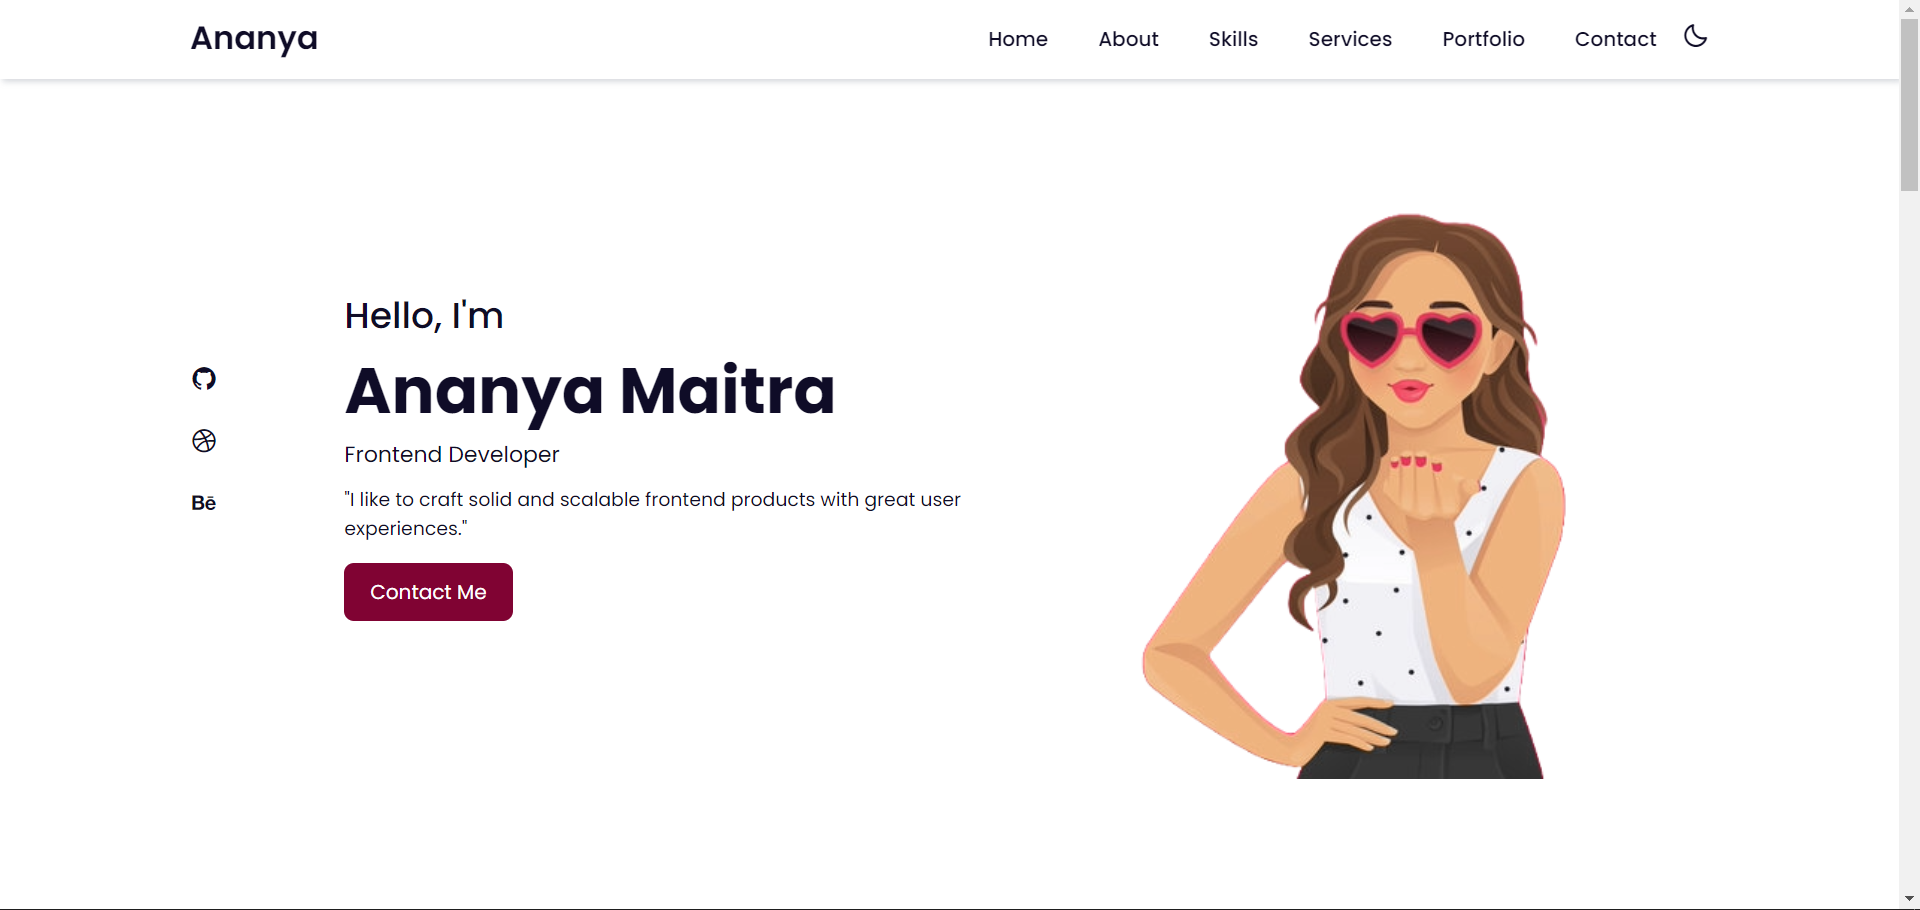 Ananya
Home About Skills Services Portfolio Contact
Hello, I'm
Ananya Maitra
Frontend Developer
"I like to craft solid and scalable frontend products with great user
experiences."
Contact Me
Bē